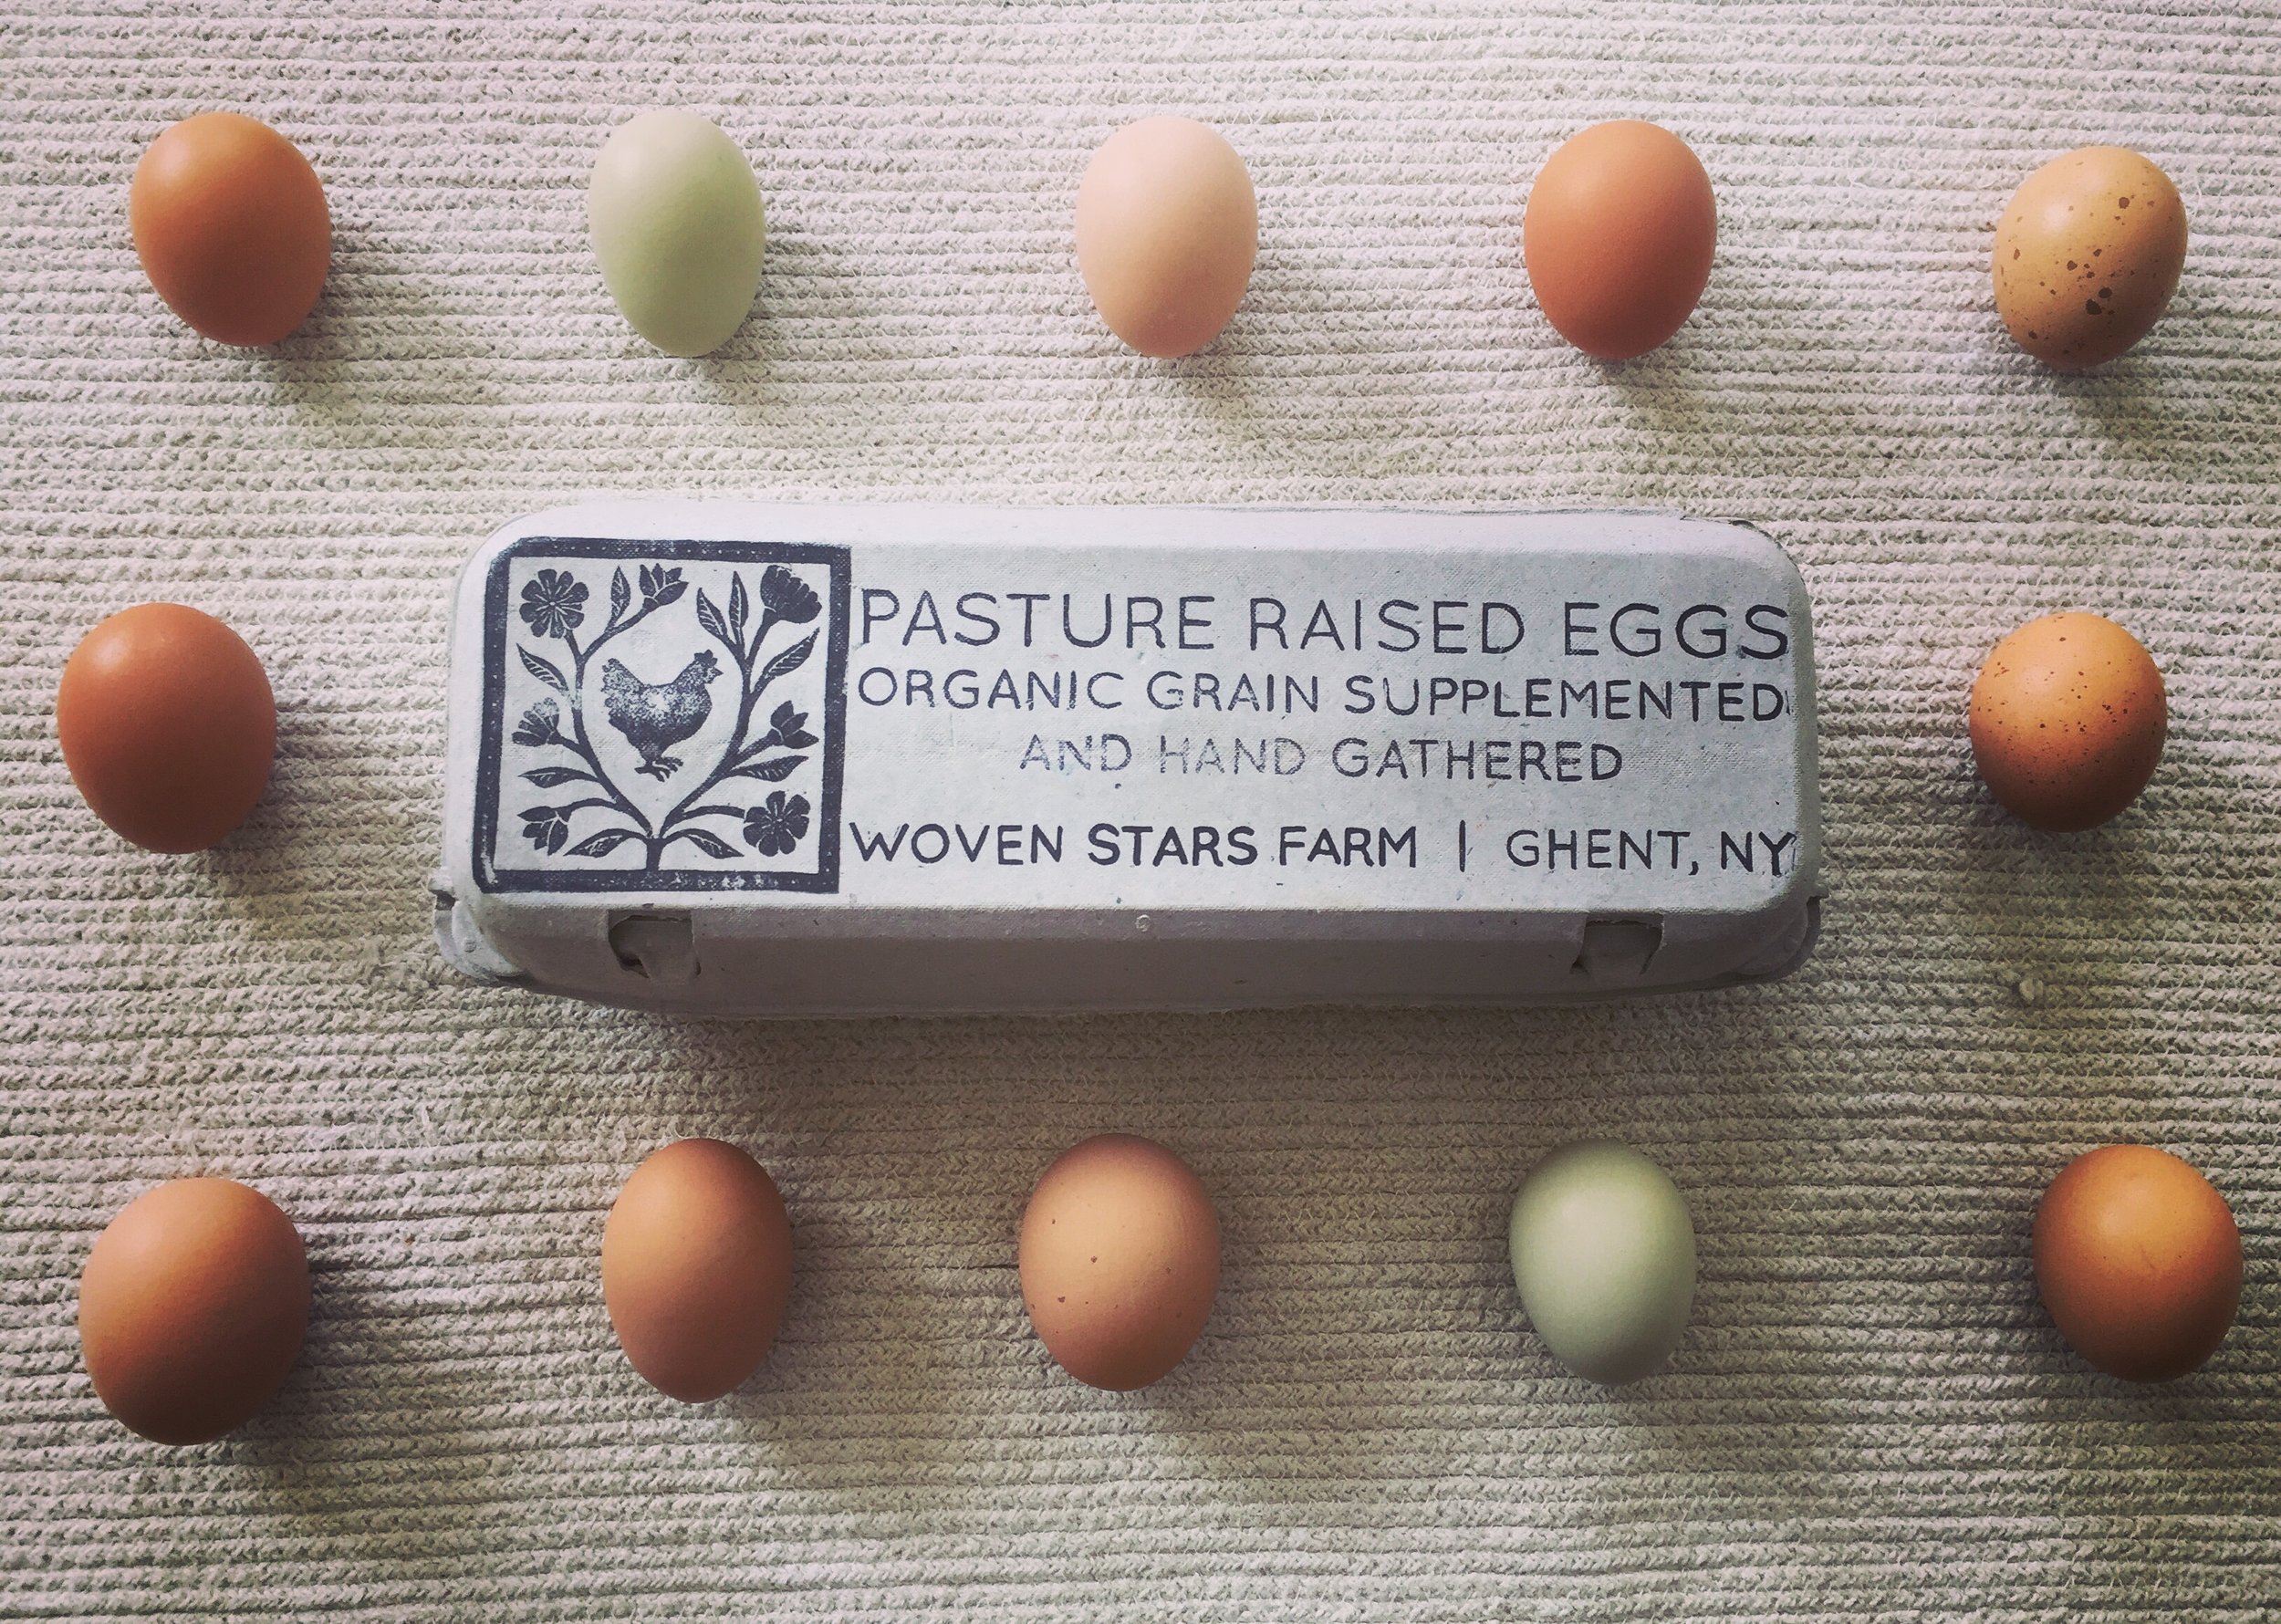 PASTURE RAISED EGGS
ORGANIC GRAIN SUPPLEMENTED
AND HAND GATHERED
WOVEN STARS FARM | GHENT, NY